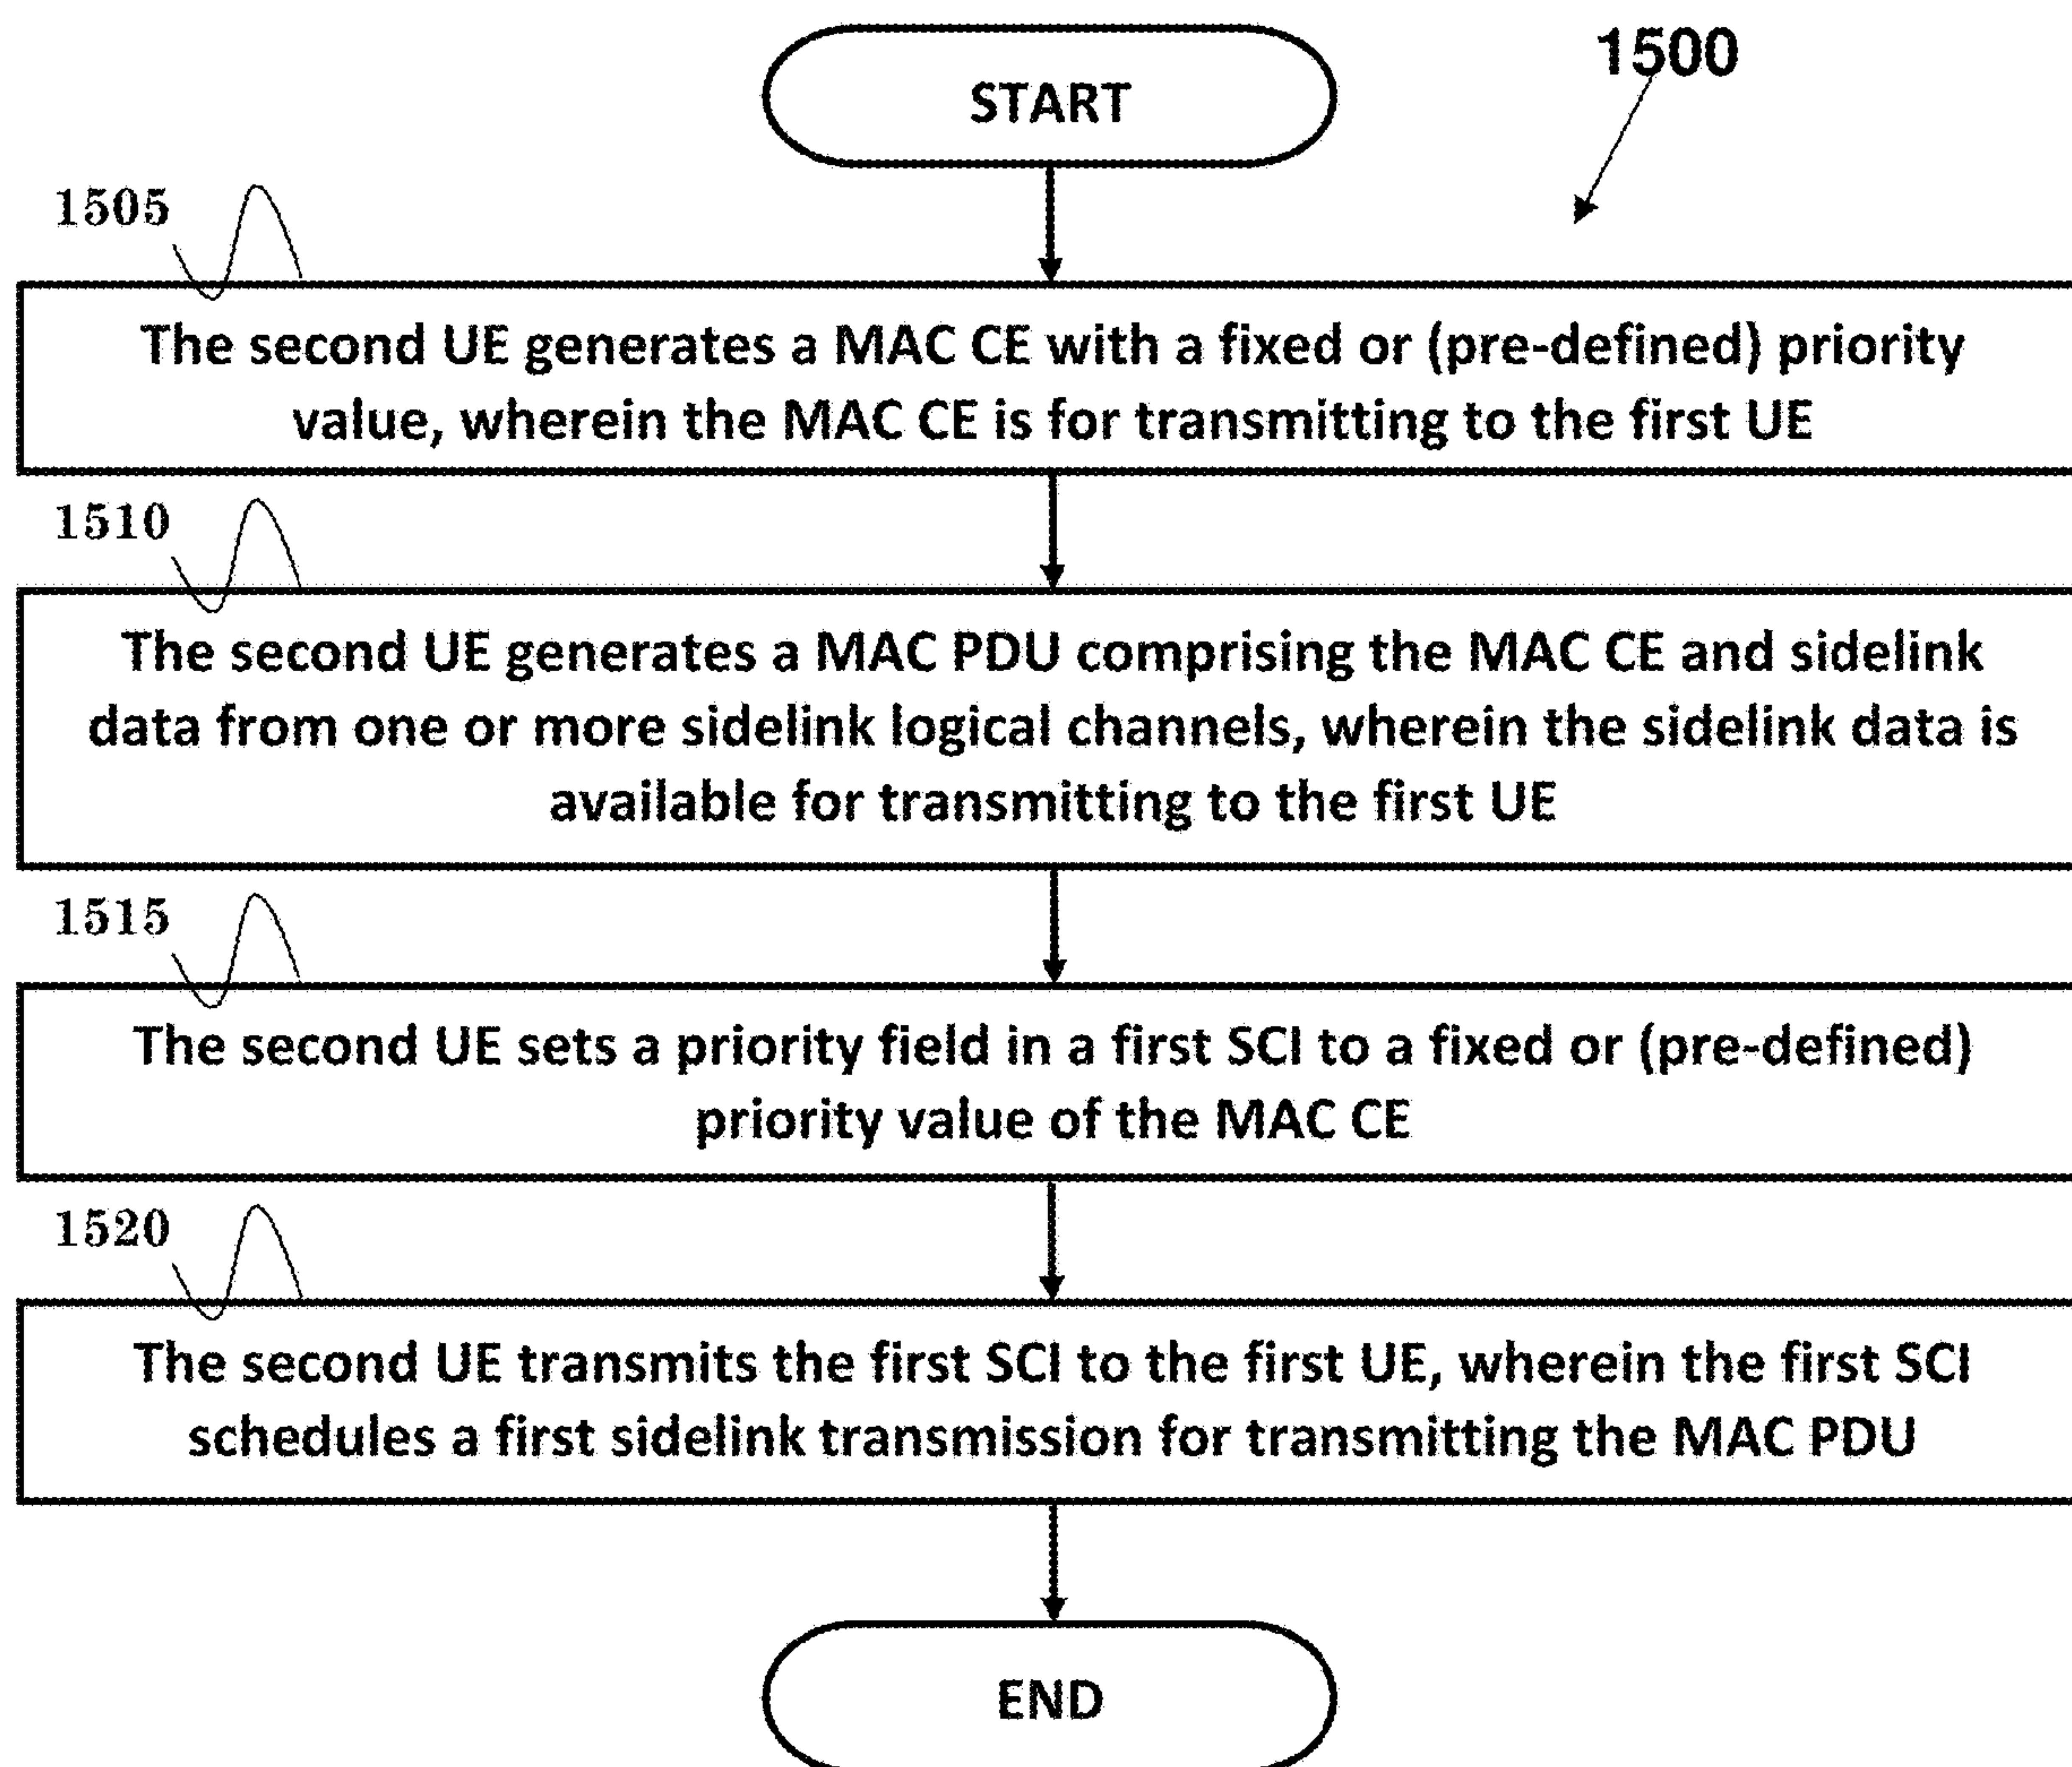 START
1500
1505
The second UE generates a MAC CE with a fixed or (pre-defined) priority
value, wherein the MAC CE is for transmitting to the first UE
1510
The second UE generates a MAC PDU comprising the MAC CE and sidelink
data from one or more sidelink logical channels, wherein the sidelink data is
available for transmitting to the first UE
1515
The second UE sets a priority field in a first SCI to a fixed or (pre-defined)
priority value of the MAC CE
1520
The second UE transmits the first SCI to the first UE, wherein the first SCI
schedules a first sidelink transmission for transmitting the MAC PDU
END